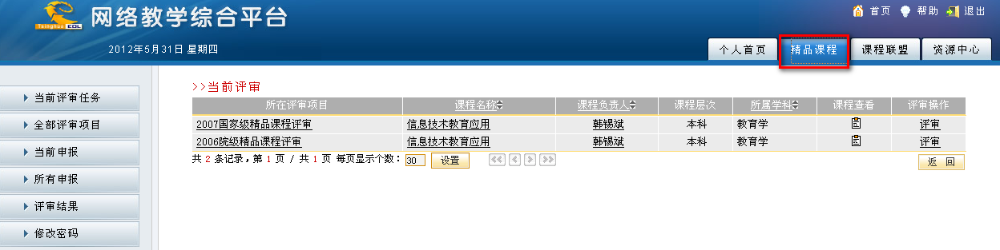 网络教学综合平台
Tsinghua EOL
首页 帮助 退出
2012年5月31日 星期四
个人首页 精品课程 课程联盟 资源中心
当前评审任务
全部评审项目
当前申报
所有申报
评审结果
修改密码
>>当前评审
所在评审项目 课程名称 课程负责人 课程层次 所属学科 课程查看 评审操作
2007国家级精品课程评审 信息技术教育应用 韩锡斌 本科 教育学 评审
2006院级精品课程评审 信息技术教育应用 韩锡斌 本科 教育学 评审
共 2 条记录，第 1 页 / 共 1 页 每页显示个数： 30 设置
返 回